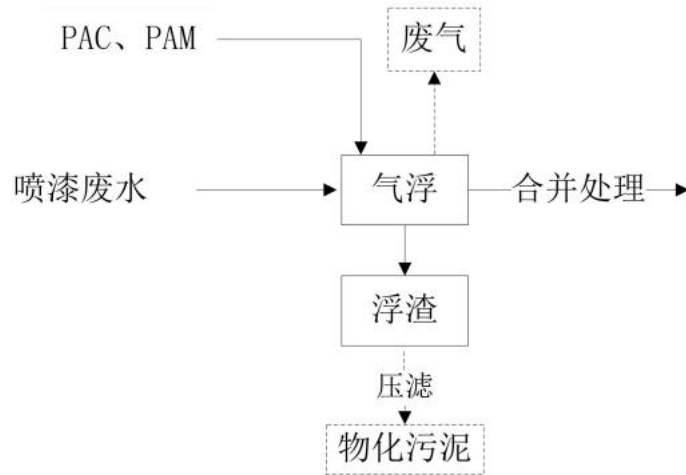 PAC、PAM
废气
喷漆废水
气浮
合并处理
浮渣
压滤
物化污泥